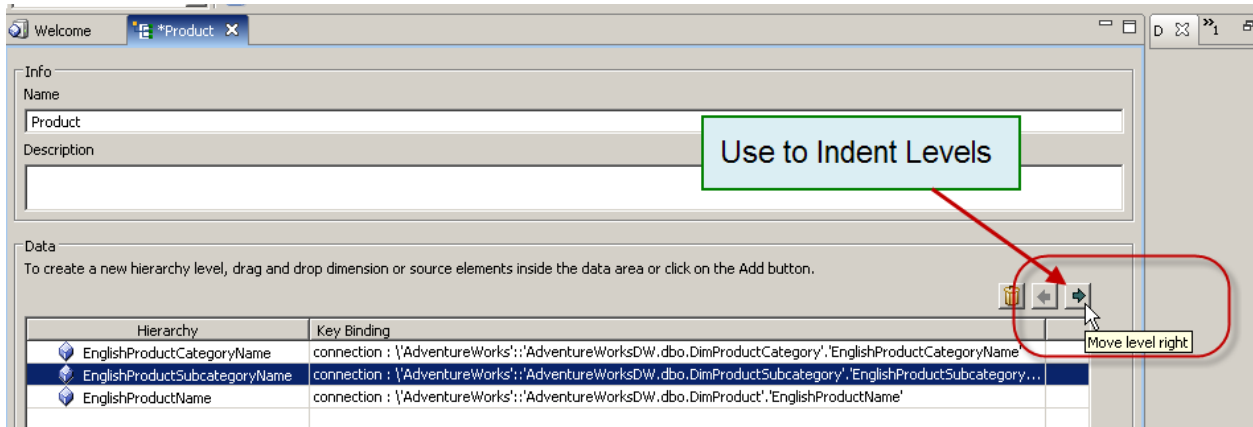 Welcome
*Product
D
»1
Info
Name
Product
Description
Use to Indent Levels
Data
To create a new hierarchy level, drag and drop dimension or source elements inside the data area or click on the Add button.
Move level right
Hierarchy Key Binding
EnglishProductCategoryName connection : \'AdventureWorks'::'AdventureWorksDW.dbo.DimProductCategory'.'EnglishProductCategoryName'
EnglishProductSubcategoryName connection : \'AdventureWorks'::'AdventureWorksDW.dbo.DimProductSubcategory'.'EnglishProductSubcategory...
EnglishProductName connection : \'AdventureWorks'::'AdventureWorksDW.dbo.DimProduct'.'EnglishProductName'